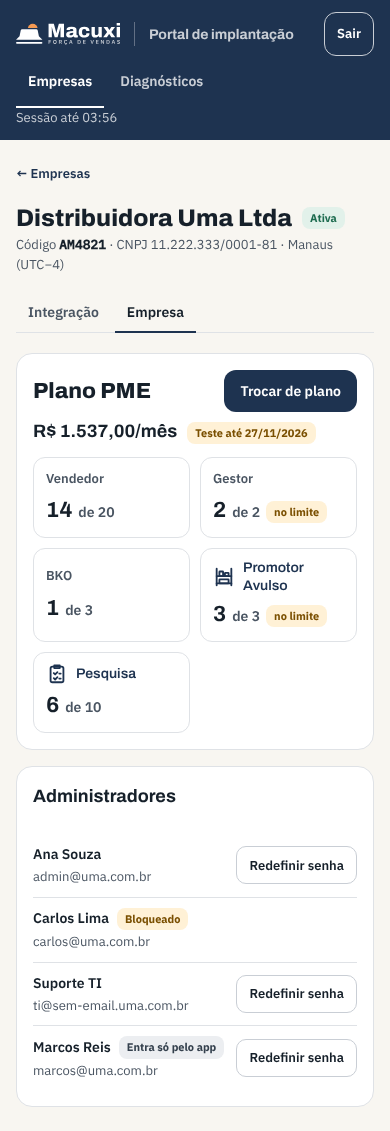 Macuxi
FORÇA DE VENDAS
Portal de implantação
Sair
Empresas
Diagnósticos
Sessão até 03:56
← Empresas
Distribuidora Uma Ltda
Ativa
Código AM4821 · CNPJ 11.222.333/0001-81 · Manaus
(UTC−4)
Integração
Empresa
Plano PME
Trocar de plano
R$ 1.537,00/mês
Teste até 27/11/2026
Vendedor
14 de 20
Gestor
2 de 2 no limite
BKO
1 de 3
Promotor
Avulso
3 de 3 no limite
Pesquisa
6 de 10
Administradores
Ana Souza
admin@uma.com.br
Redefinir senha
Carlos Lima Bloqueado
carlos@uma.com.br
Suporte TI
ti@sem-email.uma.com.br
Redefinir senha
Marcos Reis Entra só pelo app
marcos@uma.com.br
Redefinir senha